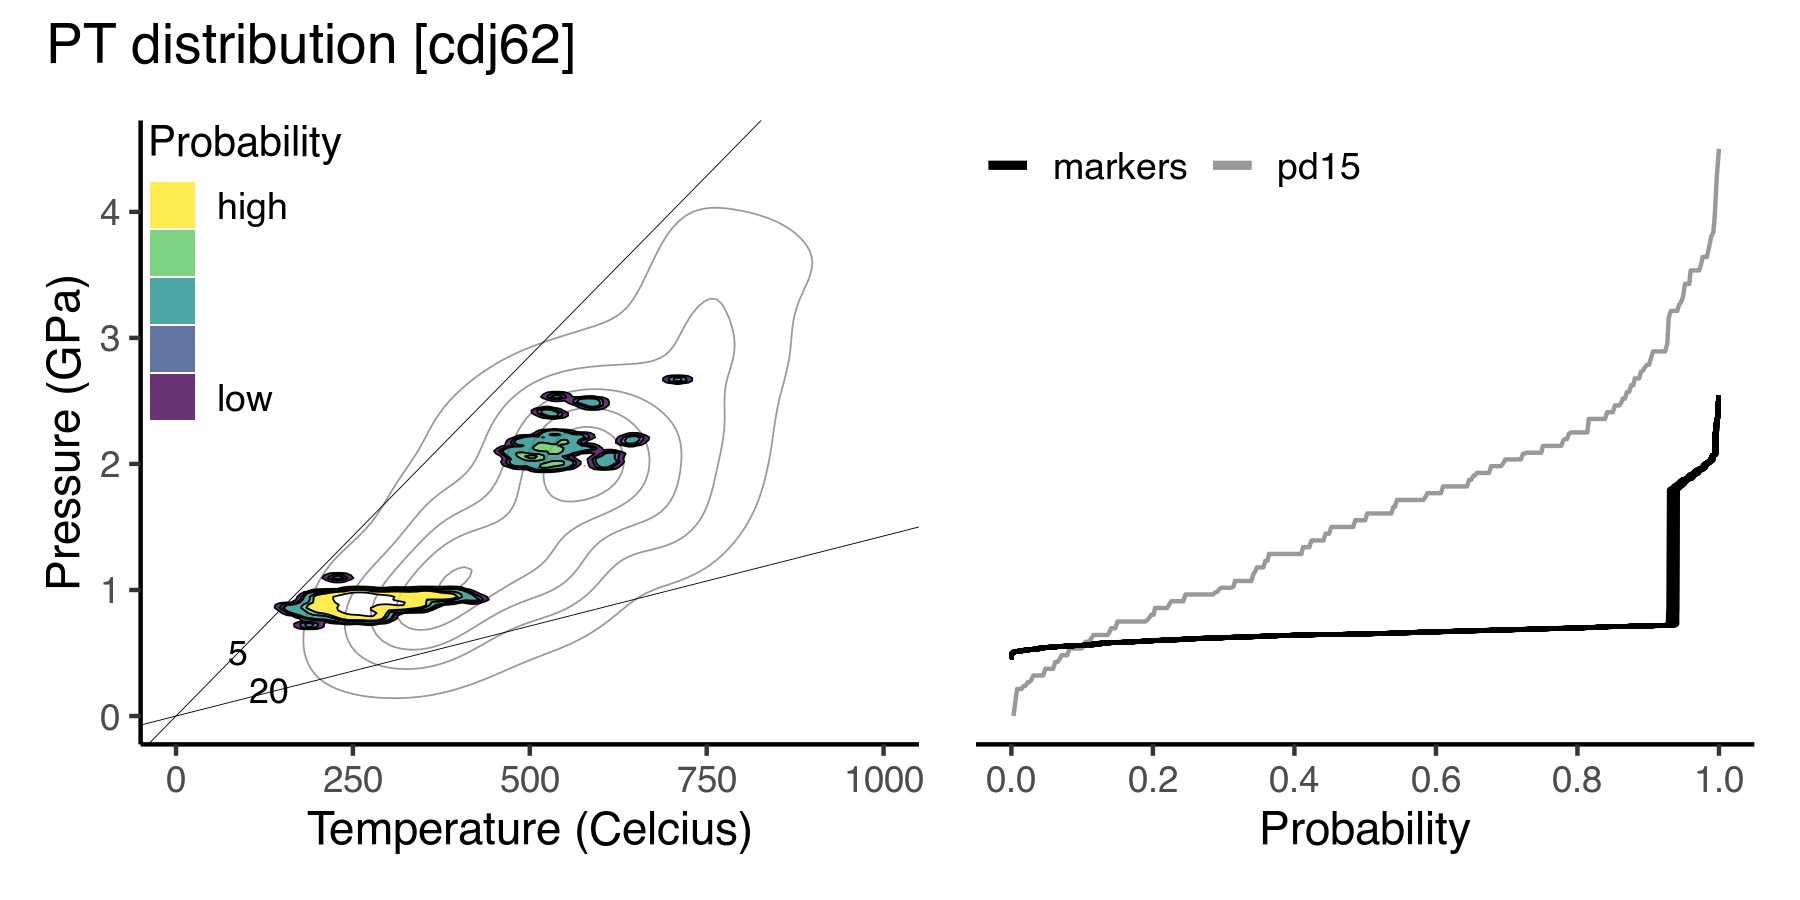 PT distribution [cdj62]
Probability
high
low
Pressure (GPa)
4
3
2
1
0
5
20
0 250 500 750 1000
Temperature (Celcius)
markers pd15
0.0 0.2 0.4 0.6 0.8 1.0
Probability